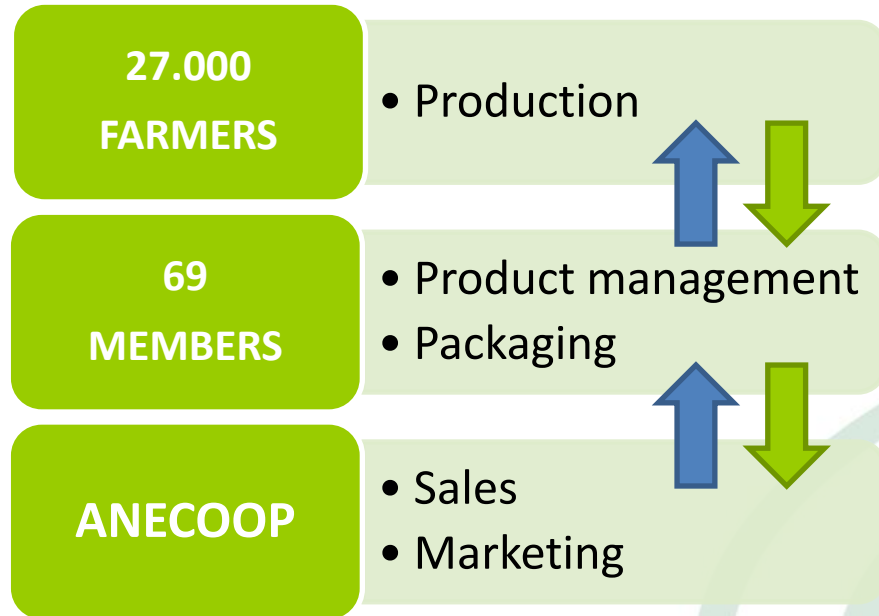 27.000
FARMERS
• Production
69
MEMBERS
• Product management
• Packaging
ANECOOP
• Sales
• Marketing